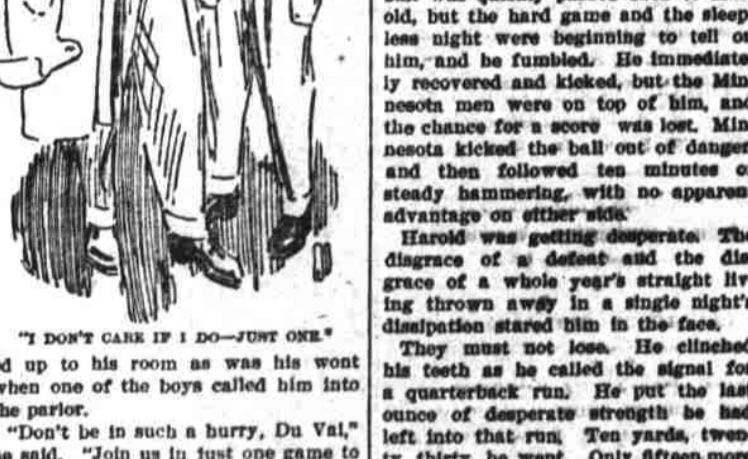 "I DON'T CARE IF I DO—JUST ONE."
ed up to his room as was his wont
when one of the boys called him into
the parlor.
"Don't be in such a hurry, Du Val,"
he said. "Join us in just one game to
old, but the hard game and the sleep
less night were beginning to tell on
him, and he fumbled. He immediate
ly recovered and kicked, but the Min
nesota men were on top of him, and
the chance for a score was lost. Min
nesota kicked the ball out of danger
and then followed ten minutes of
steady hammering, with no apparen
advantage on either side.
Harold was getting desperate. The
disgrace of a defeat and the dis
grace of a whole year's straight liv
ing thrown away in a single night's
dissipation stared him in the face.
They must not lose. He clinched
his teeth as he called the signal for
a quarterback run. He put the last
ounce of desperate strength he had
left into that run. Ten yards, twen
ty, thirty he went. Only fifteen more